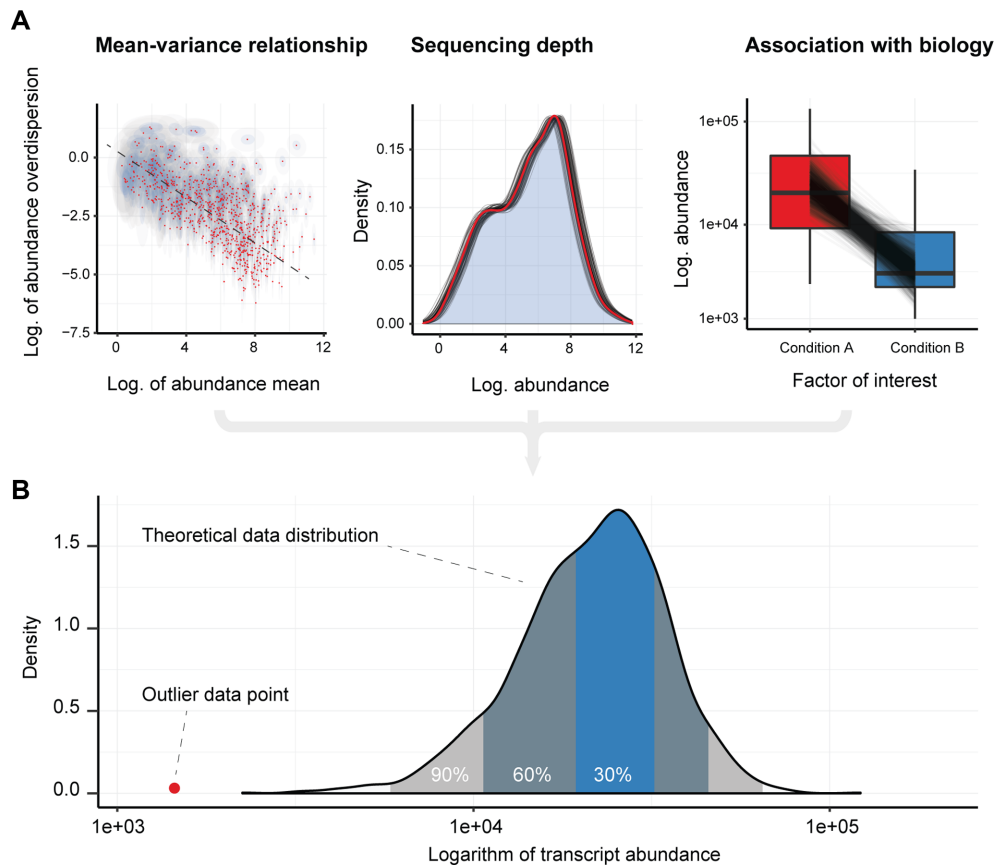 A
Mean-variance relationship
Sequencing depth
Association with biology
Log. of abundance overdispersion
0.0
−2.5
−5.0
−7.5
0
4
8
12
Log. of abundance mean
Density
0.15
0.10
0.05
0.00
0
4
8
12
Log. abundance
Log. abundance
1e+05
1e+04
1e+03
Condition A
Condition B
Factor of interest
B
Density
1.5
1.0
0.5
0.0
Theoretical data distribution
Outlier data point
90%
60%
30%
1e+03
1e+04
1e+05
Logarithm of transcript abundance